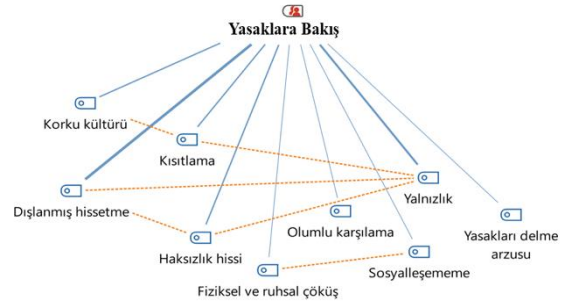 Yasaklara Bakış
Korku kültürü
Kısıtlama
Dışlanmış hissetme
Yalnızlık
Haksızlık hissi
Olumlu karşılama
Yasakları delme
arzusu
Sosyalleşememe
Fiziksel ve ruhsal çöküş